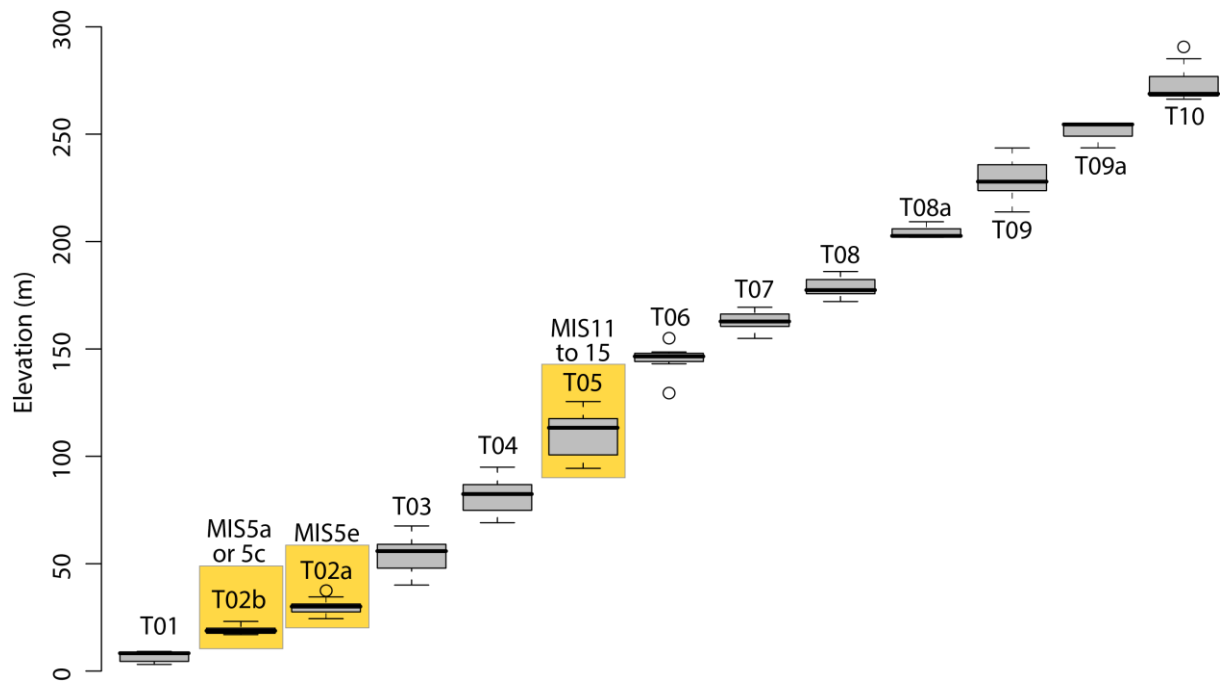 Elevation (m)
300
250
200
150
100
50
0
T01
MIS5a
or 5c
T02b
MIS5e
T02a
T03
T04
MIS11
to 15
T05
T06
T07
T08
T08a
T09
T09a
T10